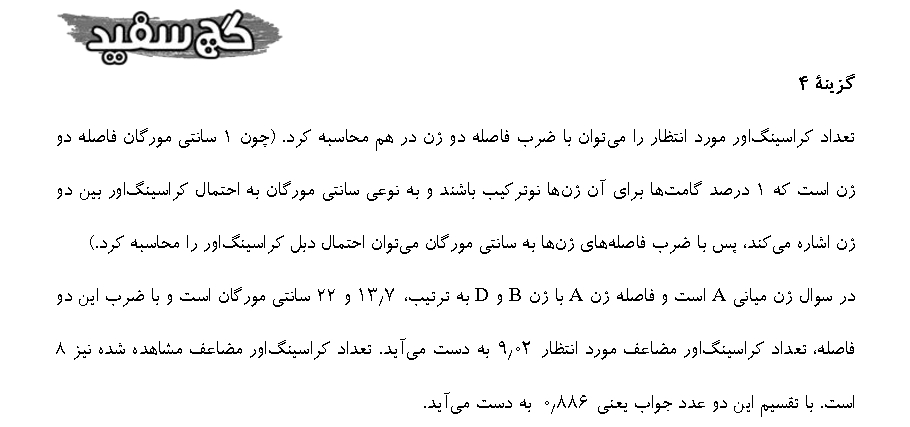 گچ سفید
گزینهٔ ۴
تعداد کراسینگ‌اور مورد انتظار را می‌توان با ضرب فاصله دو ژن در هم محاسبه کرد. (چون ۱ سانتی مورگان فاصله دو
ژن است که ۱ درصد گامت‌ها برای آن ژن‌ها نوترکیب باشند و به نوعی سانتی مورگان به احتمال کراسینگ‌اور بین دو
ژن اشاره می‌کند، پس با ضرب فاصله‌های ژن‌ها به سانتی مورگان می‌توان احتمال دبل کراسینگ‌اور را محاسبه کرد.)
در سوال ژن میانی A است و فاصله ژن A با ژن B و D به ترتیب، ۱۳٫۷ و ۲۲ سانتی مورگان است و با ضرب این دو
فاصله، تعداد کراسینگ‌اور مضاعف مورد انتظار ۹٫۰۲ به دست می‌آید. تعداد کراسینگ‌اور مضاعف مشاهده شده نیز ۸
است. با تقسیم این دو عدد جواب یعنی ۰٫۸۸۶ به دست می‌آید.